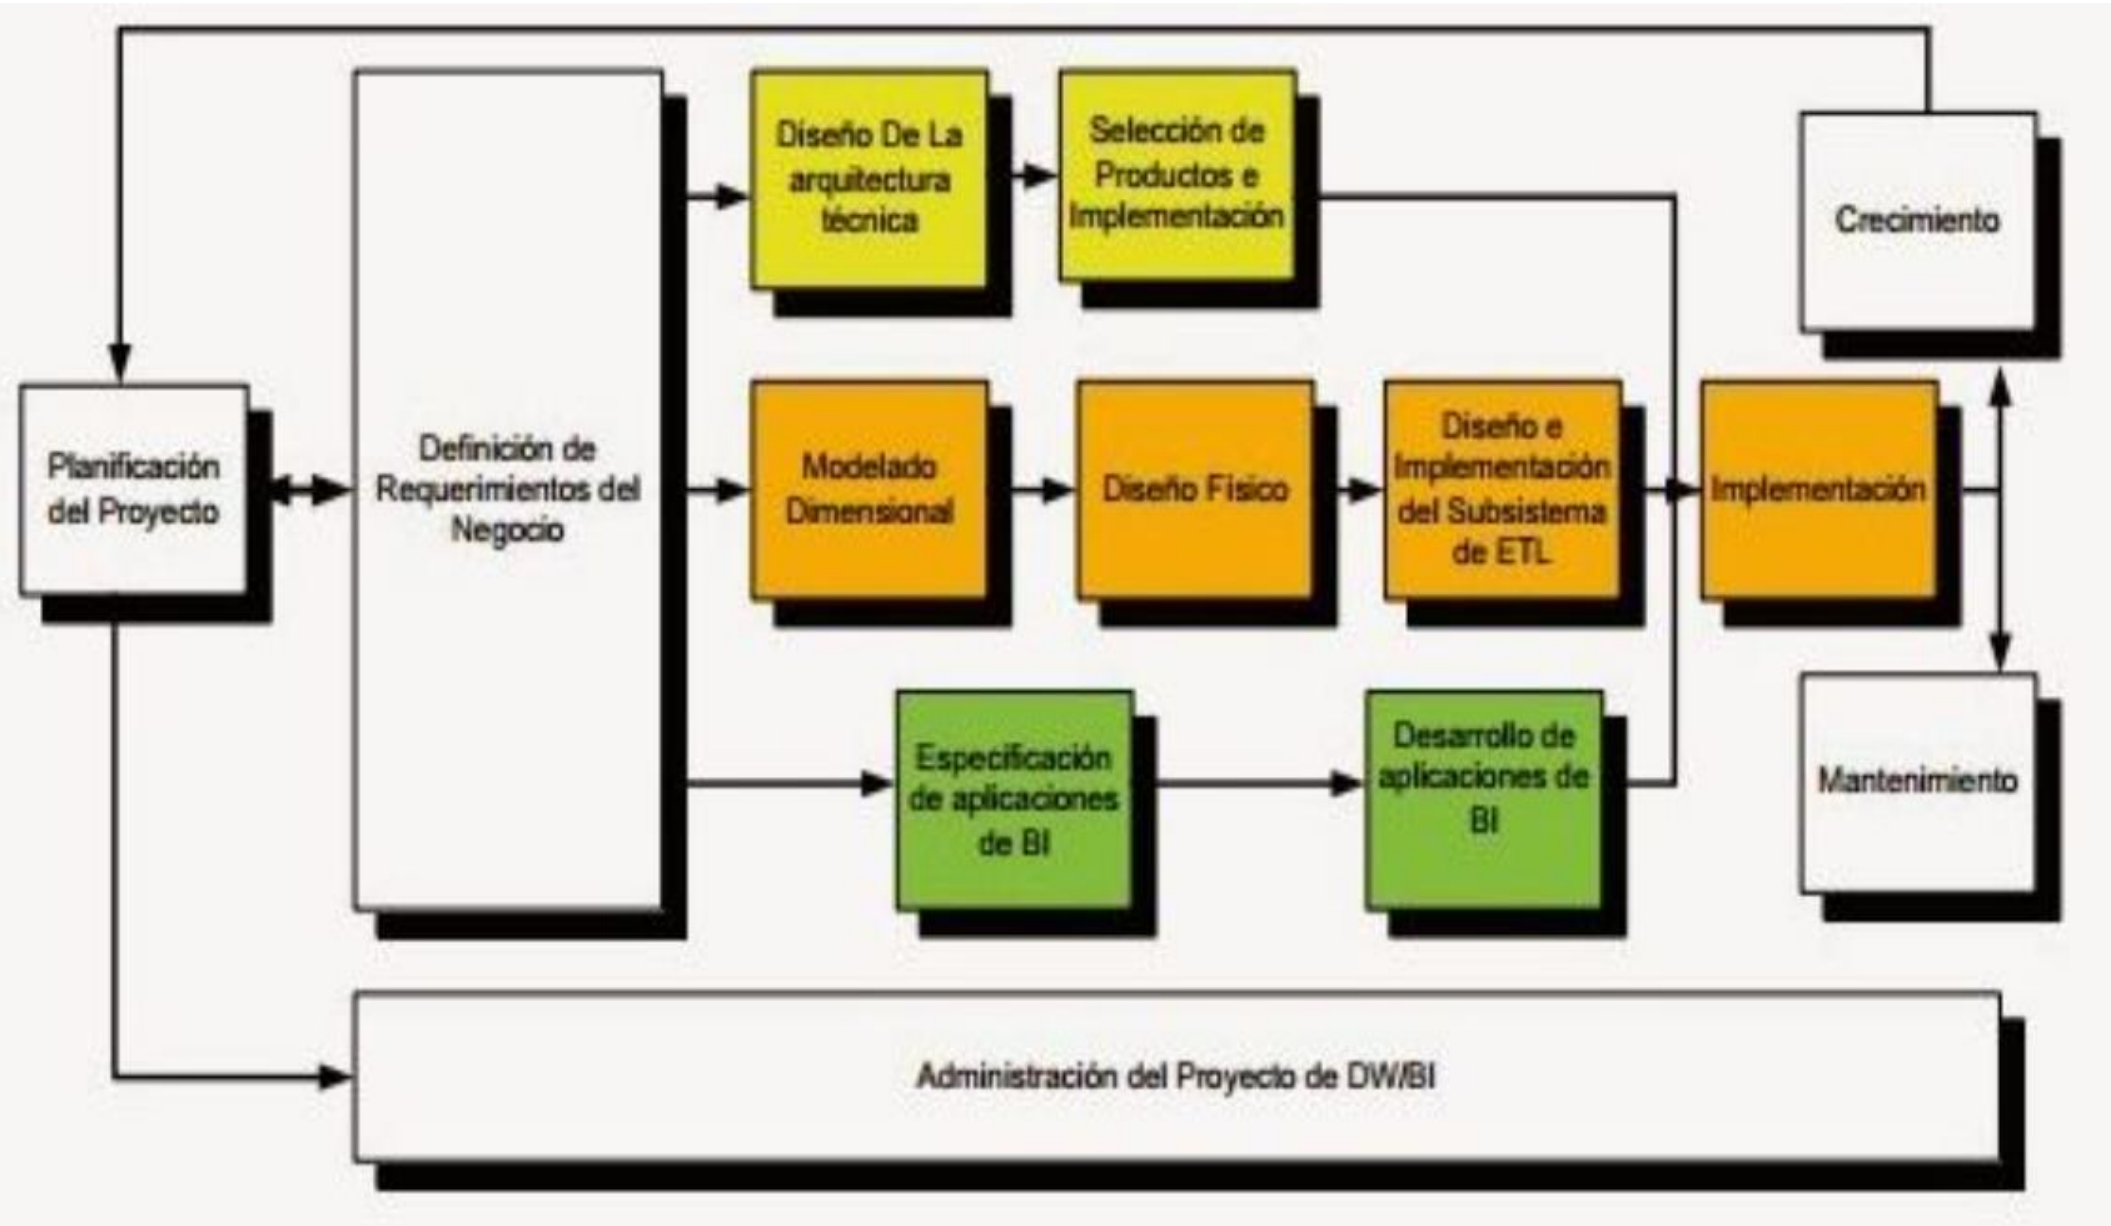 Planificación
del Proyecto
Definición de
Requerimientos del
Negocio
Diseño De La
arquitectura
técnica
Selección de
Productos e
Implementación
Modelado
Dimensional
Diseño Fisico
Diseño e
Implementación
del Subsistema
de ETL
Implementación
Especificación
de aplicaciones
de BI
Desarrollo de
aplicaciones de
BI
Crecimiento
Mantenimiento
Administración del Proyecto de DW/BI